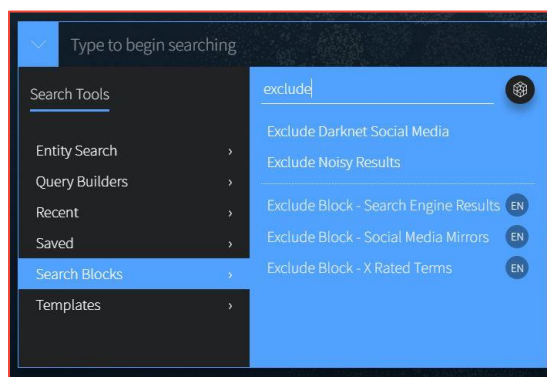 Type to begin searching
Search Tools
Entity Search
Query Builders
Recent
Saved
Search Blocks
Templates
exclude
Exclude Darknet Social Media
Exclude Noisy Results
Exclude Block - Search Engine Results EN
Exclude Block - Social Media Mirrors EN
Exclude Block - X Rated Terms EN